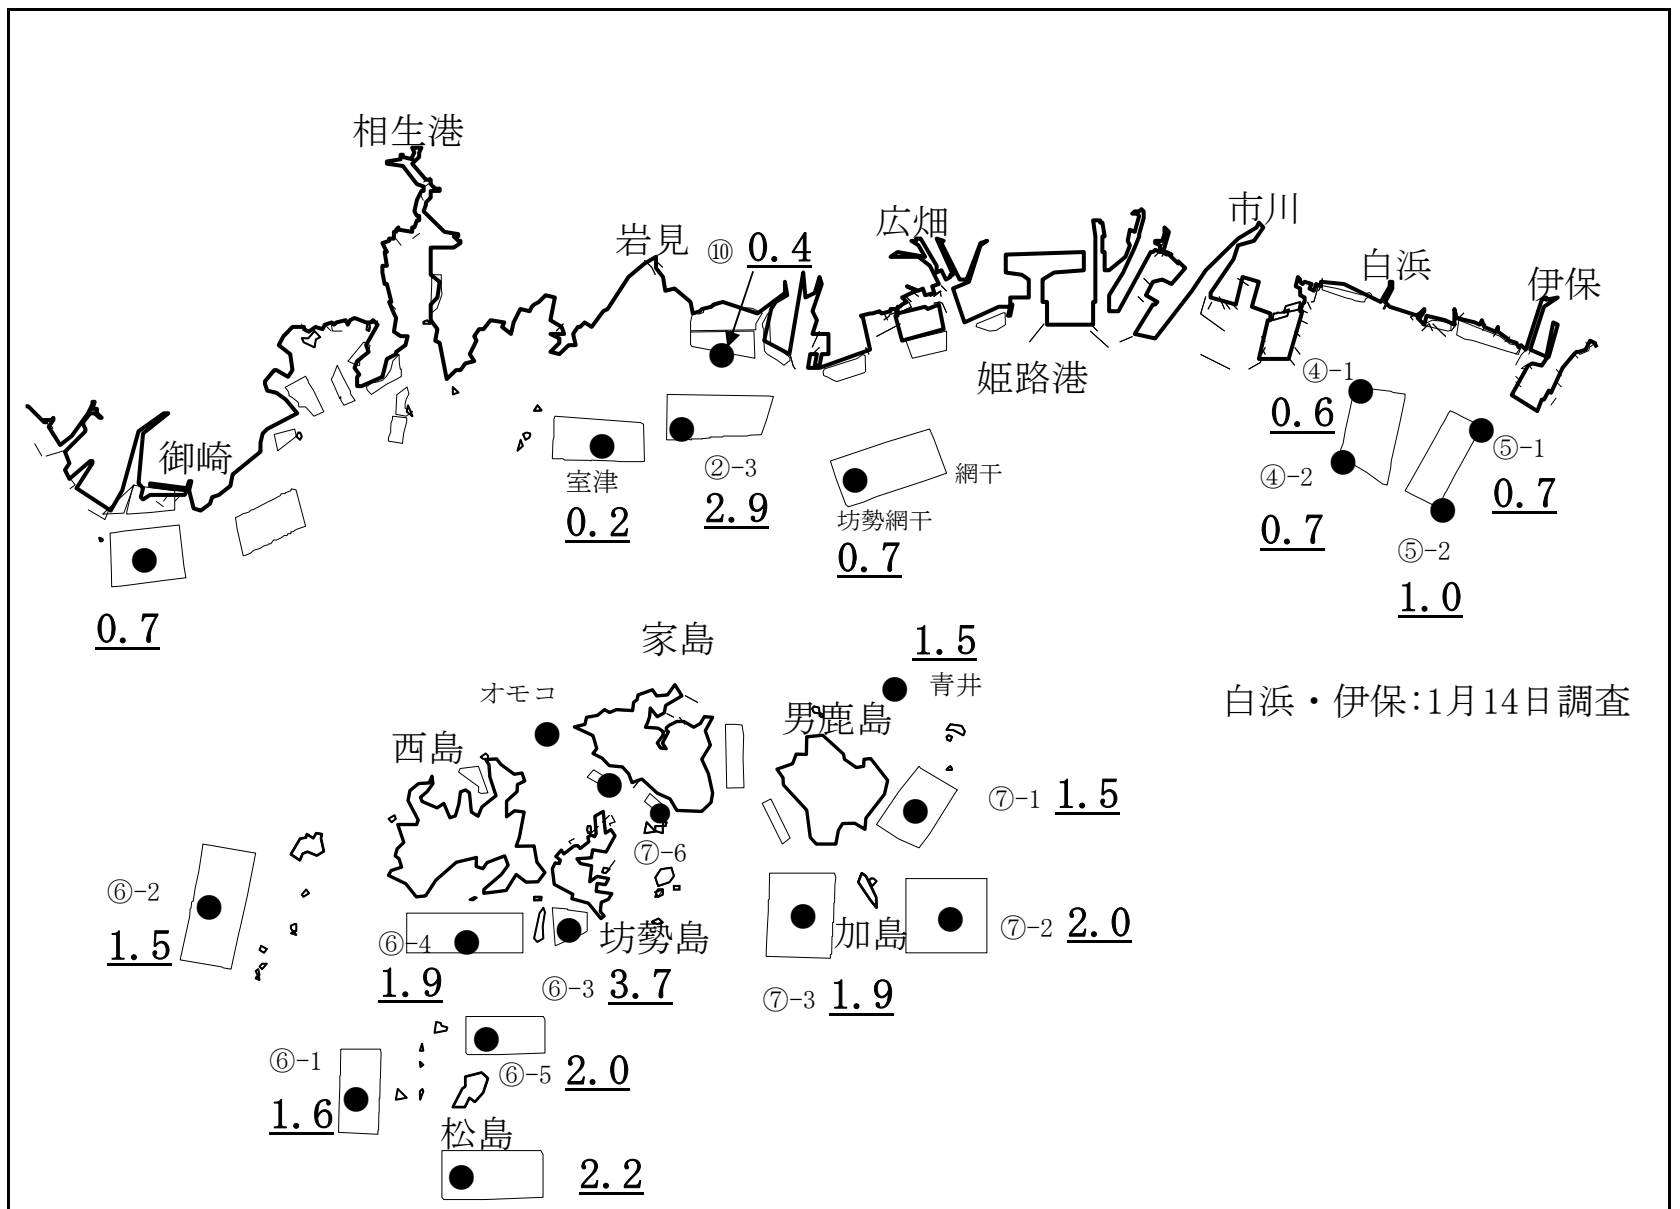 相生港
市川
広畑
岩見
⑩ 0.4
白浜
伊保
姫路港
④-1
0.6
御崎
⑤-1
0.7
②-3
2.9
室津
0.2
網干
坊勢網干
0.7
④-2
0.7
⑤-2
1.0
0.7
家島
1.5
青井
オモコ
白浜・伊保:1月14日調査
男鹿島
西島
⑦-1 1.5
⑦-6
⑥-2
1.5
加島
⑦-2 2.0
坊勢島
⑥-4
1.9
⑥-3 3.7
⑦-3 1.9
⑥-1
1.6
⑥-5 2.0
松島
2.2